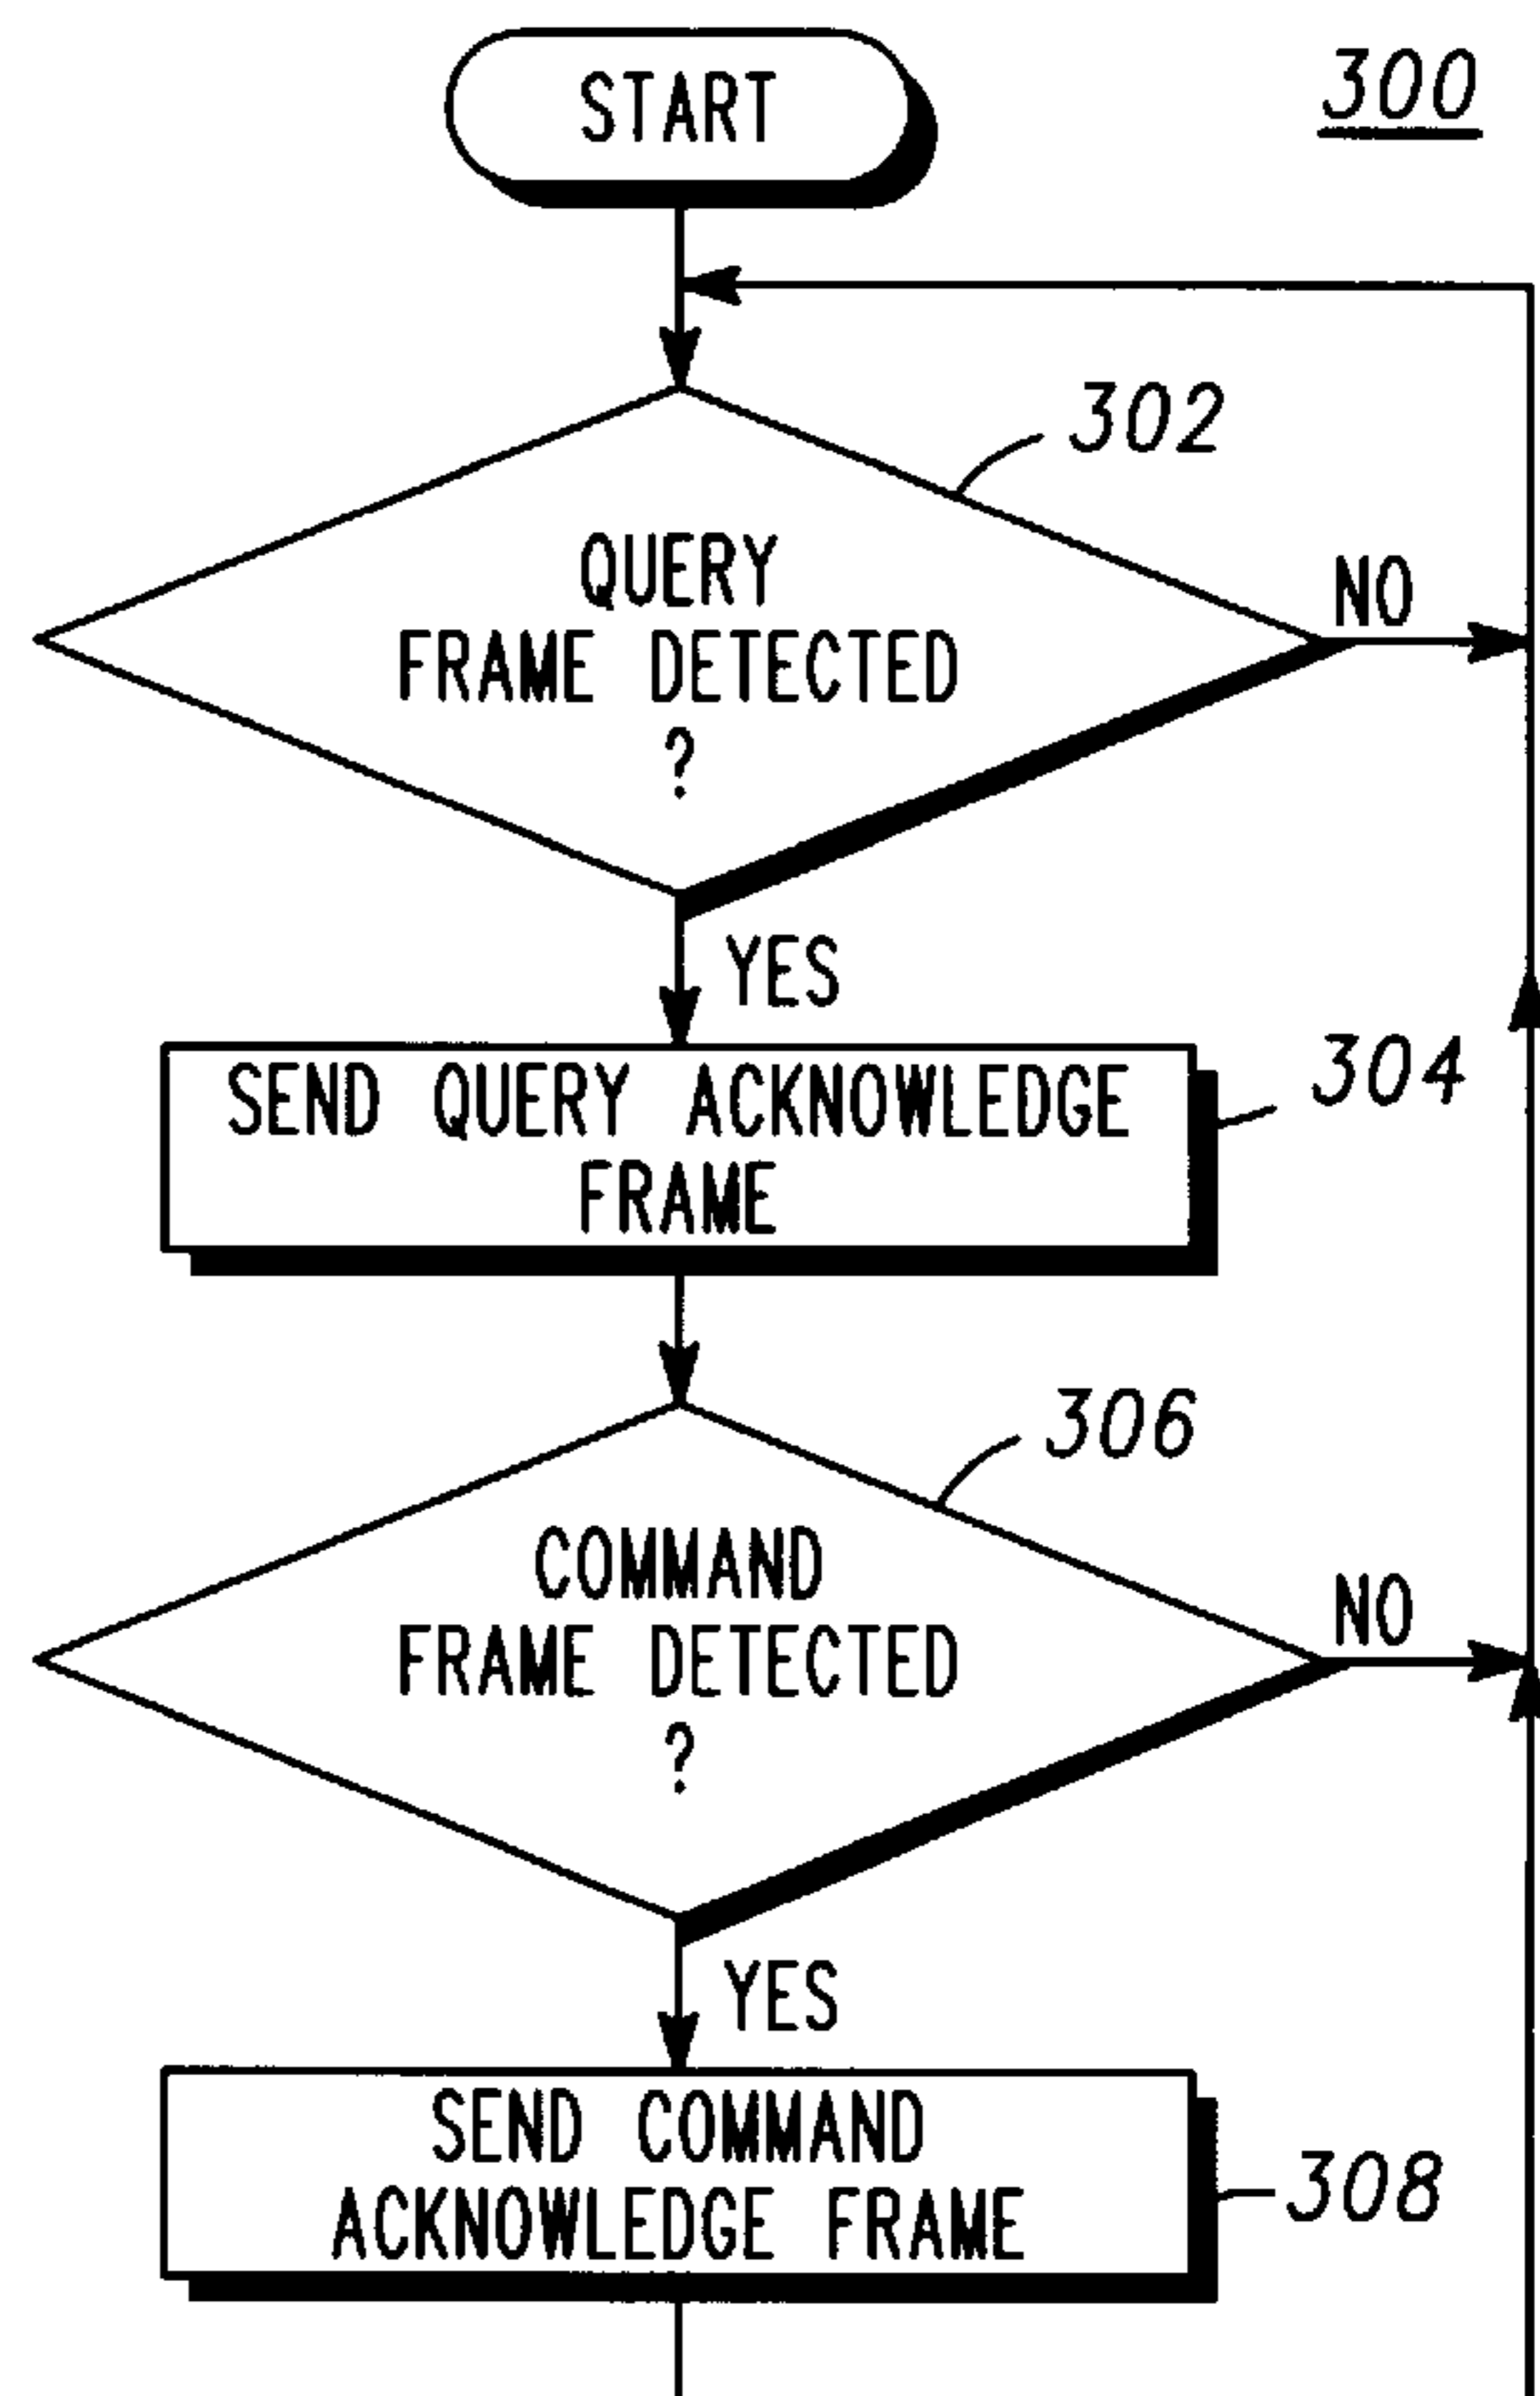 START
300
302
QUERY
FRAME DETECTED
?
NO
YES
SEND QUERY ACKNOWLEDGE
FRAME
304
306
COMMAND
FRAME DETECTED
?
NO
YES
SEND COMMAND
ACKNOWLEDGE FRAME
308